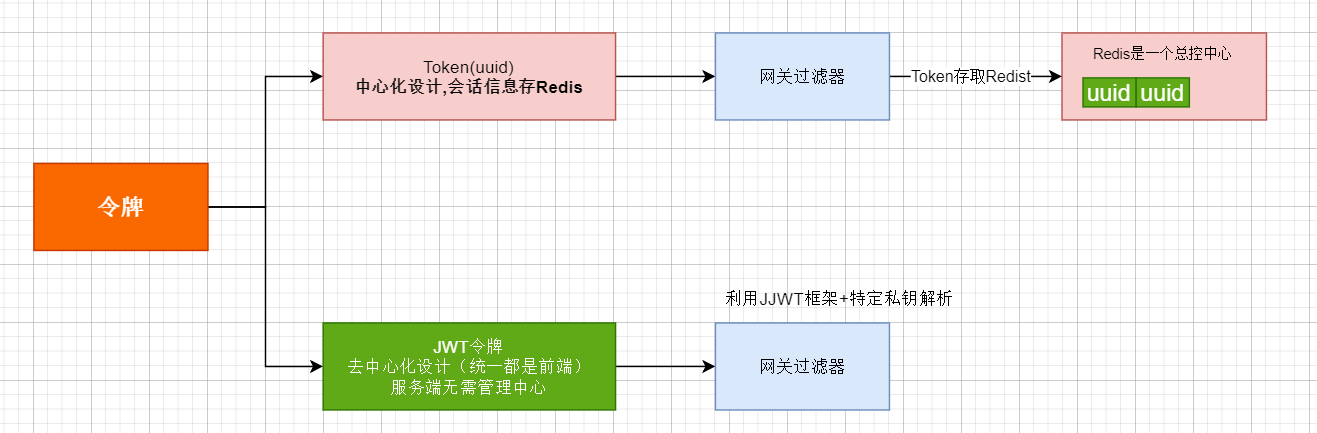 Token(uuid)
中心化设计,会话信息存Redis
网关过滤器
Token存取Redist
Redis是一个总控中心
uuid uuid
令牌
利用JJWT框架+特定私钥解析
JWT令牌
去中心化设计（统一都是前端）
服务端无需管理中心
网关过滤器